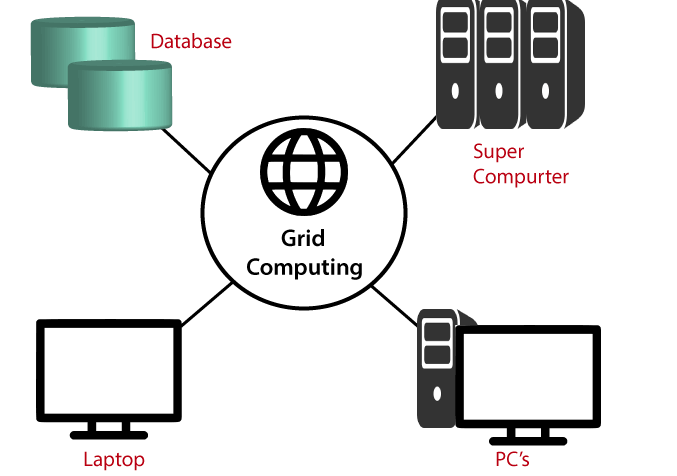 Database
Super
Compurter
Grid
Computing
Laptop
PC's